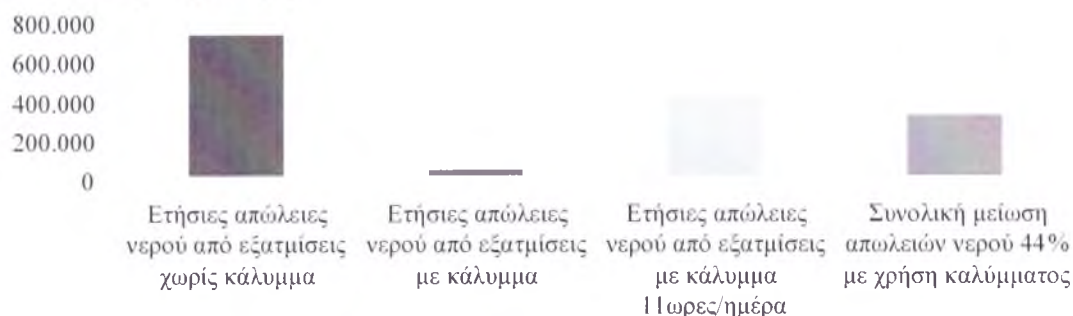 800.000
600.000
400.000
200.000
0
Ετήσιες απώλειες
νερού από εξατμίσεις
χωρίς κάλυμμα
Ετήσιες απώλειες
νερού από εξατμίσεις
με κάλυμμα
Ετήσιες απώλειες
νερού από εξατμίσεις
με κάλυμμα
11ωρες/ημέρα
Συνολική μείωση
απωλειών νερού 44%
με χρήση καλύμματος